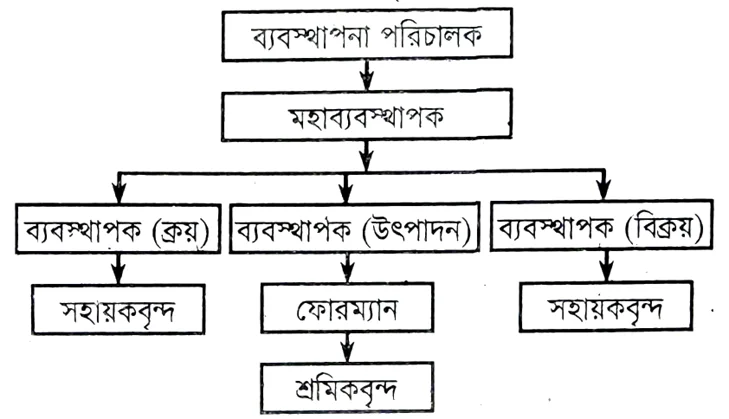 ব্যবস্থাপনা পরিচালক
মহাব্যবস্থাপক
ব্যবস্থাপক (ক্রয়)
ব্যবস্থাপক (উৎপাদন)
ব্যবস্থাপক (বিক্রয়)
সহায়কবৃন্দ
ফোরম্যান
সহায়কবৃন্দ
শ্রমিকবৃন্দ